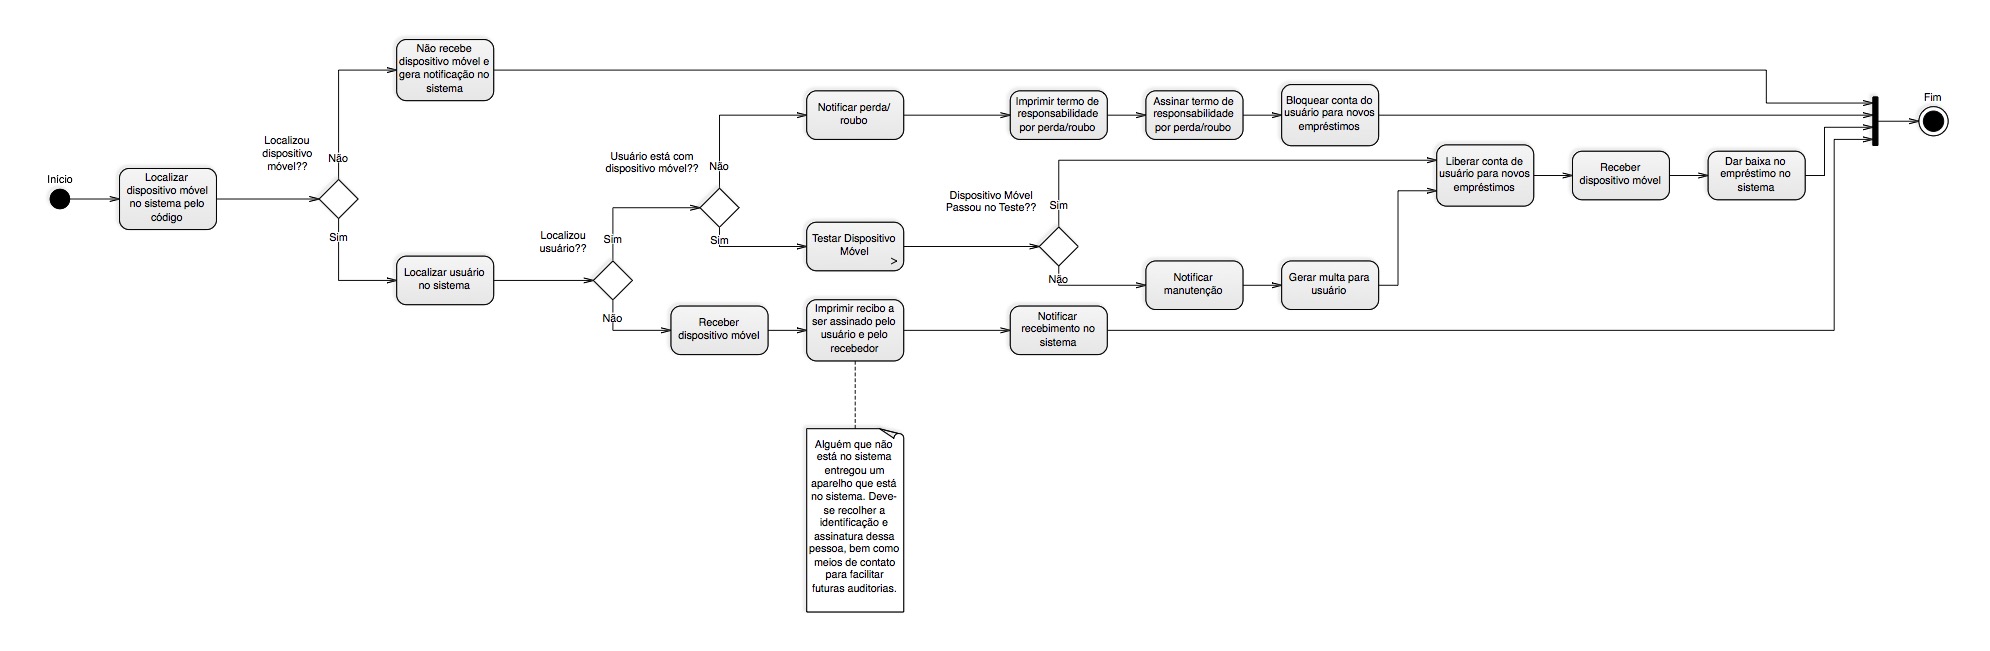 Início
Localizar
dispositivo móvel
no sistema pelo
código
Localizou
dispositivo
móvel??
Não
Sim
Não recebe
dispositivo móvel e
gera notificação no
sistema
Localizar usuário
no sistema
Localizou
usuário??
Sim
Não
Usuário está com
dispositivo móvel??
Não
Sim
Notificar perda/
roubo
Imprimir termo de
responsabilidade
por perda/roubo
Assinar termo de
responsabilidade
por perda/roubo
Bloquear conta do
usuário para novos
empréstimos
Testar Dispositivo
Móvel
>
Dispositivo Móvel
Passou no Teste??
Sim
Não
Notificar
manutenção
Gerar multa para
usuário
Liberar conta de
usuário para novos
empréstimos
Receber
dispositivo móvel
Dar baixa no
empréstimo no
sistema
Receber
dispositivo móvel
Imprimir recibo a
ser assinado pelo
usuário e pelo
recebedor
Notificar
recebimento no
sistema
Fim
Alguém que não
está no sistema
entregou um
aparelho que está
no sistema. Deve-
se recolher a
identificação e
assinatura dessa
pessoa, bem como
meios de contato
para facilitar
futuras auditorias.